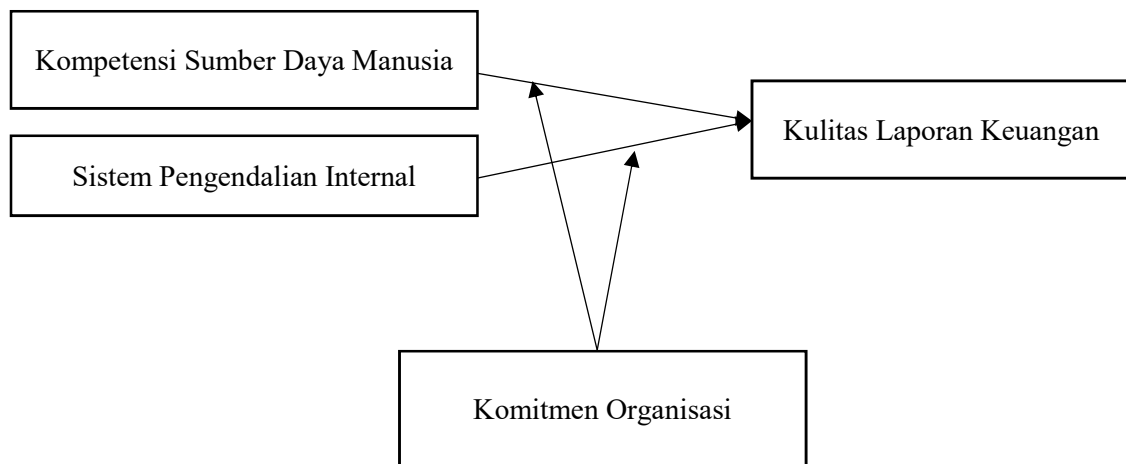 Kompetensi Sumber Daya Manusia
Kulitas Laporan Keuangan
Sistem Pengendalian Internal
Komitmen Organisasi